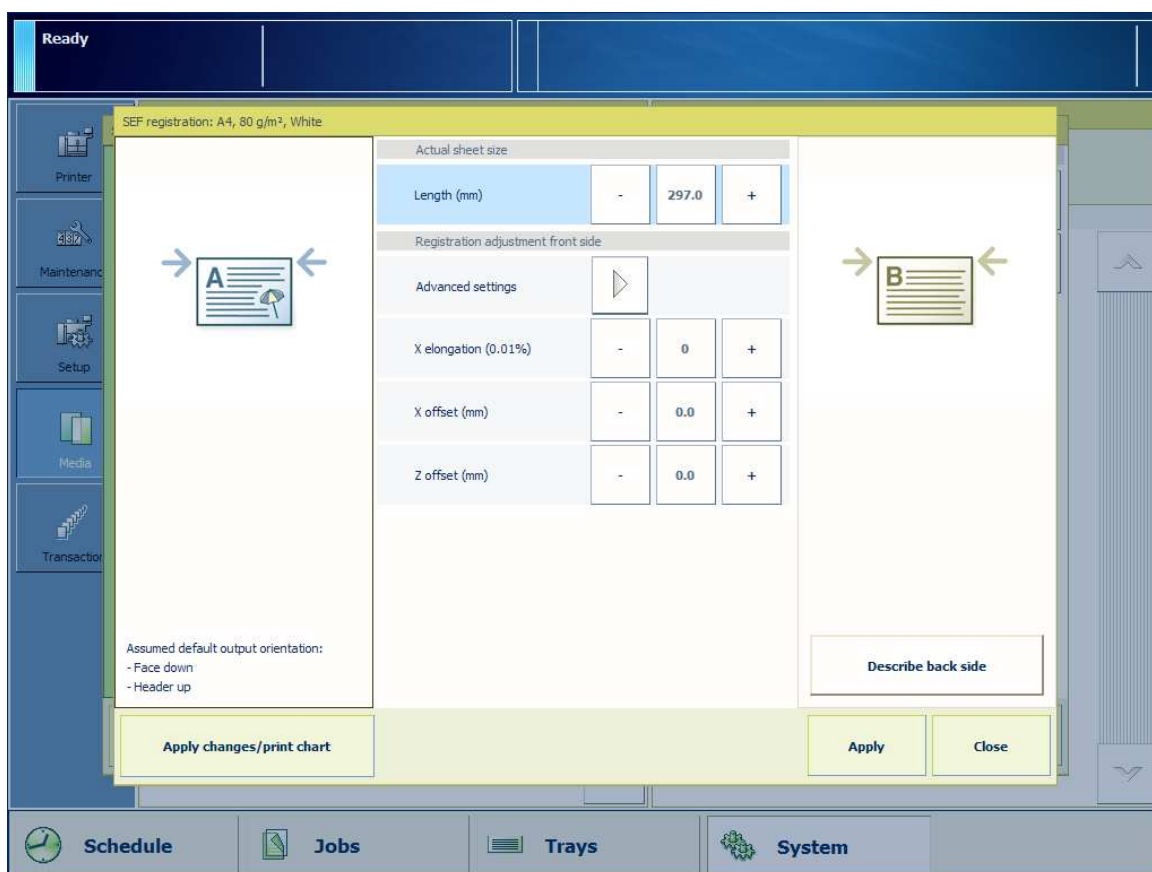 Ready
SEF registration: A4, 80 g/m², White
Printer
Maintenanc
Setup
Media
Transaction
A
Actual sheet size
Length (mm) - 297.0 +
Registration adjustment front side
Advanced settings
X elongation (0.01%) - 0 +
X offset (mm) - 0.0 +
Z offset (mm) - 0.0 +
B
Assumed default output orientation:
- Face down
- Header up
Describe back side
Apply changes/print chart
Apply
Close
Schedule
Jobs
Trays
System